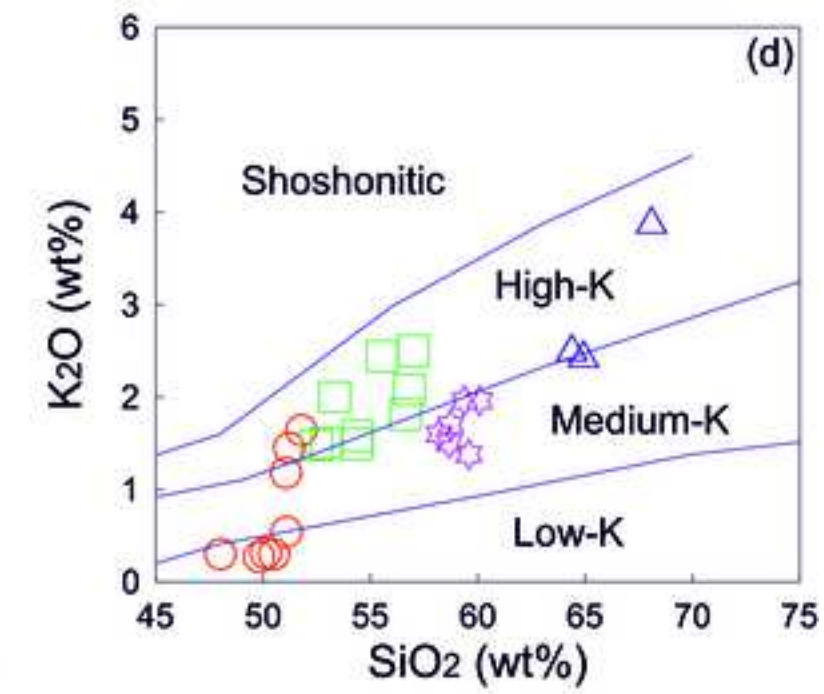 (d)
6
5
4
3
2
1
0
K2O (wt%)
Shoshonitic
High-K
Medium-K
Low-K
45 50 55 60 65 70 75
SiO2 (wt%)